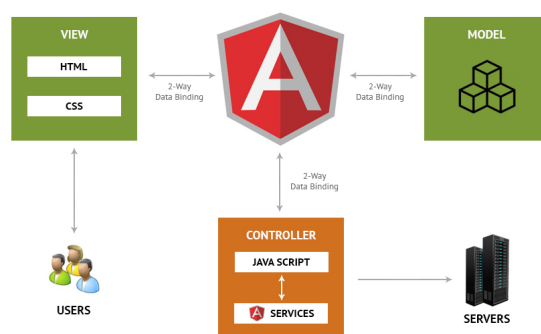 VIEW
HTML
CSS
2-Way
Data Binding
A
2-Way
Data Binding
MODEL
2-Way
Data Binding
CONTROLLER
JAVA SCRIPT
A SERVICES
USERS
SERVERS